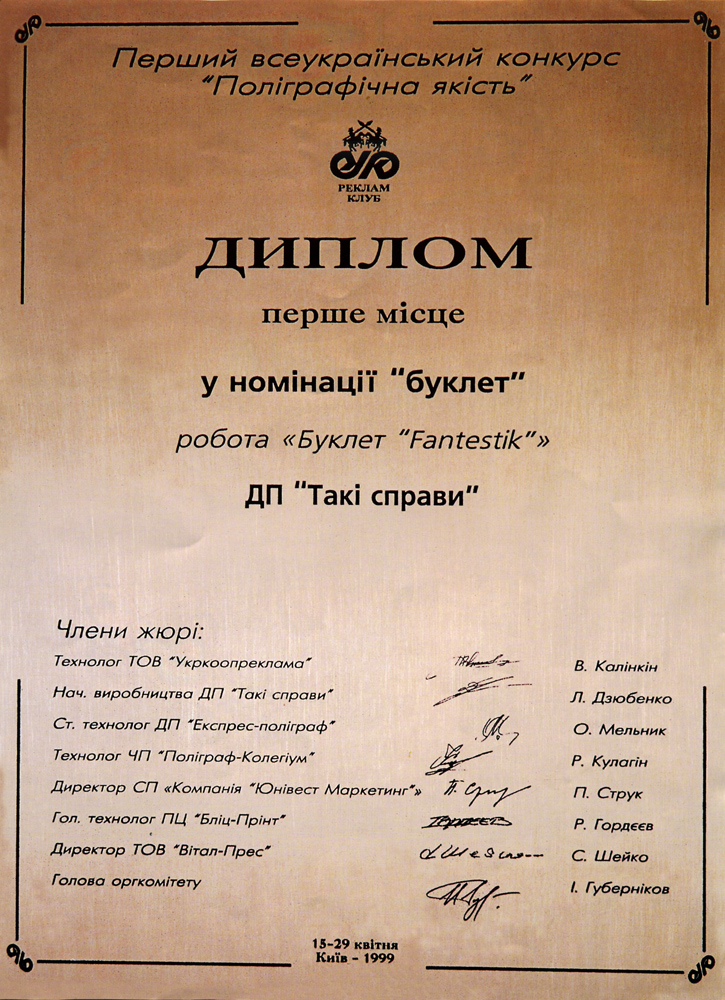 Перший всеукраїнський конкурс
“Поліграфічна якість”
РЕКЛАМ
КЛУБ
ДИПЛОМ
перше місце
у номінації “буклет”
робота «Буклет “Fantestik”»
ДП “Такі справи”
Члени жюрі:
Технолог ТОВ “Укркоопреклама” В. Калінкін
Нач. виробництва ДП “Такі справи” Л. Дзюбенко
Ст. технолог ДП “Експрес-поліграф” О. Мельник
Технолог ЧП “Поліграф-Колегіум” Р. Кулагін
Директор СП «Компанія “Юнівест Маркетинг”» П. Струк
Гол. технолог ПЦ “Бліц-Прінт” Р. Гордєєв
Директор ТОВ “Вітал-Прес” С. Шейко
Голова оргкомітету І. Губерніков
15-29 квітня
Київ - 1999